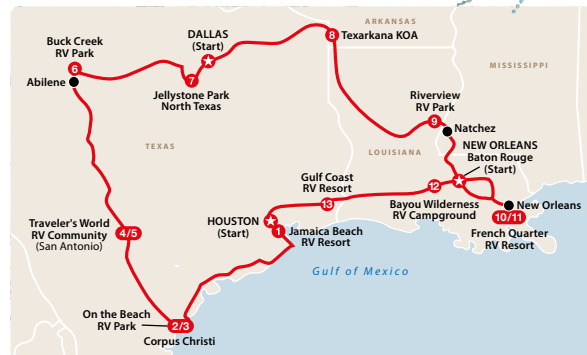 ARKANSAS
Buck Creek
RV Park
6
Abilene
DALLAS
(Start)
8
Texarkana KOA
MISSISSIPPI
7
Jellystone Park
North Texas
Riverview
RV Park
9
Natchez
TEXAS
LOUISIANA
NEW ORLEANS
Baton Rouge
(Start)
Gulf Coast
RV Resort
13
12
Bayou Wilderness
RV Campground
New Orleans
10/11
French Quarter
RV Resort
Traveler's World
RV Community
(San Antonio)
4/5
HOUSTON
(Start)
1
Jamaica Beach
RV Resort
Gulf of Mexico
On the Beach
RV Park
2/3
Corpus Christi